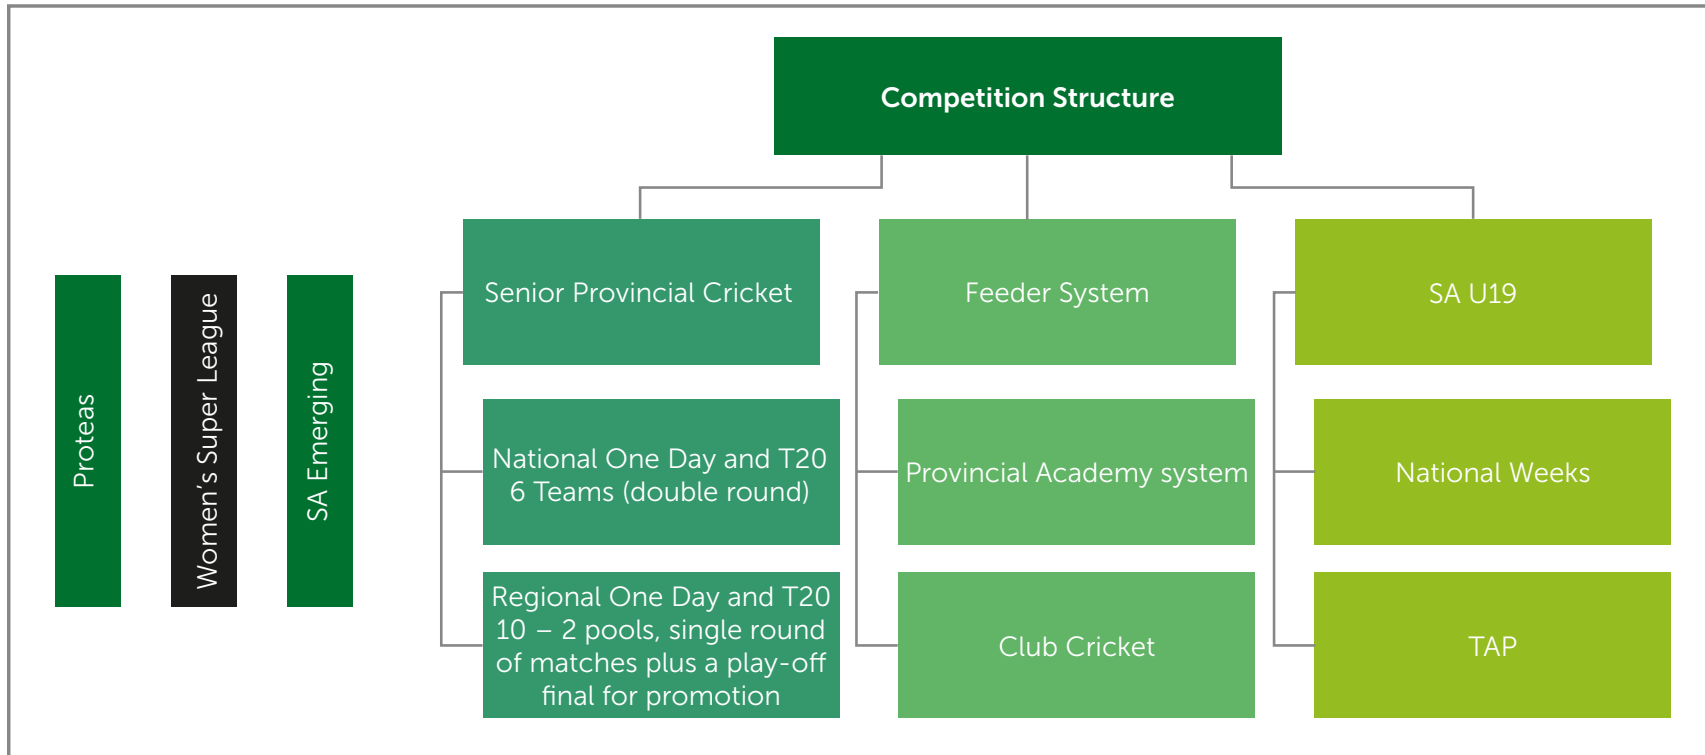 Competition Structure
Proteas
Women's Super League
SA Emerging
Senior Provincial Cricket
National One Day and T20
6 Teams (double round)
Regional One Day and T20
10 – 2 pools, single round
of matches plus a play-off
final for promotion
Feeder System
Provincial Academy system
Club Cricket
SA U19
National Weeks
TAP